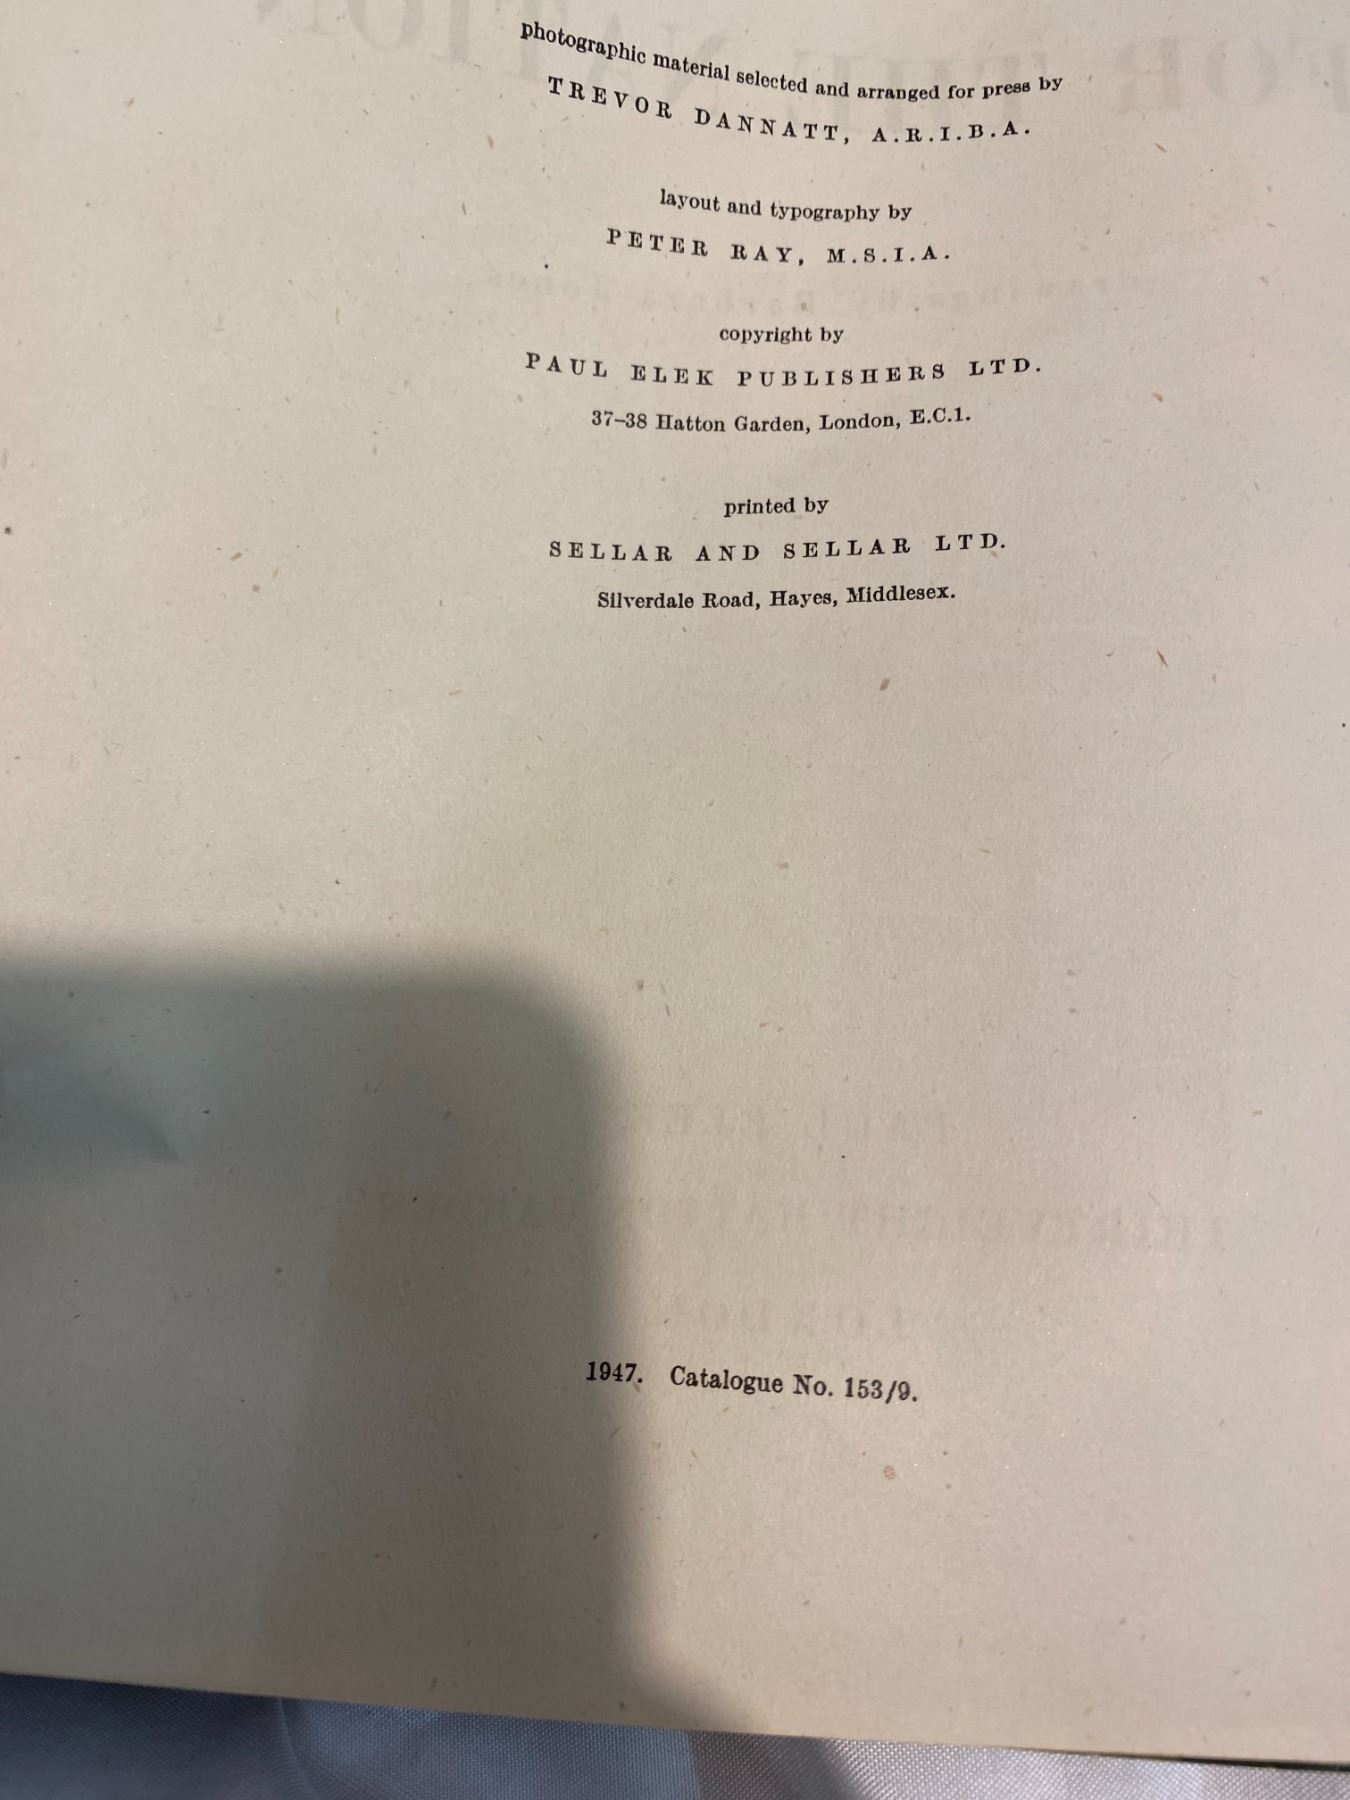 photographic material selected and arranged for press by
TREVOR DANNATT, A.R.I.B.A.
layout and typography by
PETER RAY, M.S.I.A.
copyright by
PAUL ELEK PUBLISHERS LTD.
37–38 Hatton Garden, London, E.C.1.
printed by
SELLAR AND SELLAR LTD.
Silverdale Road, Hayes, Middlesex.
1947. Catalogue No. 153/9.